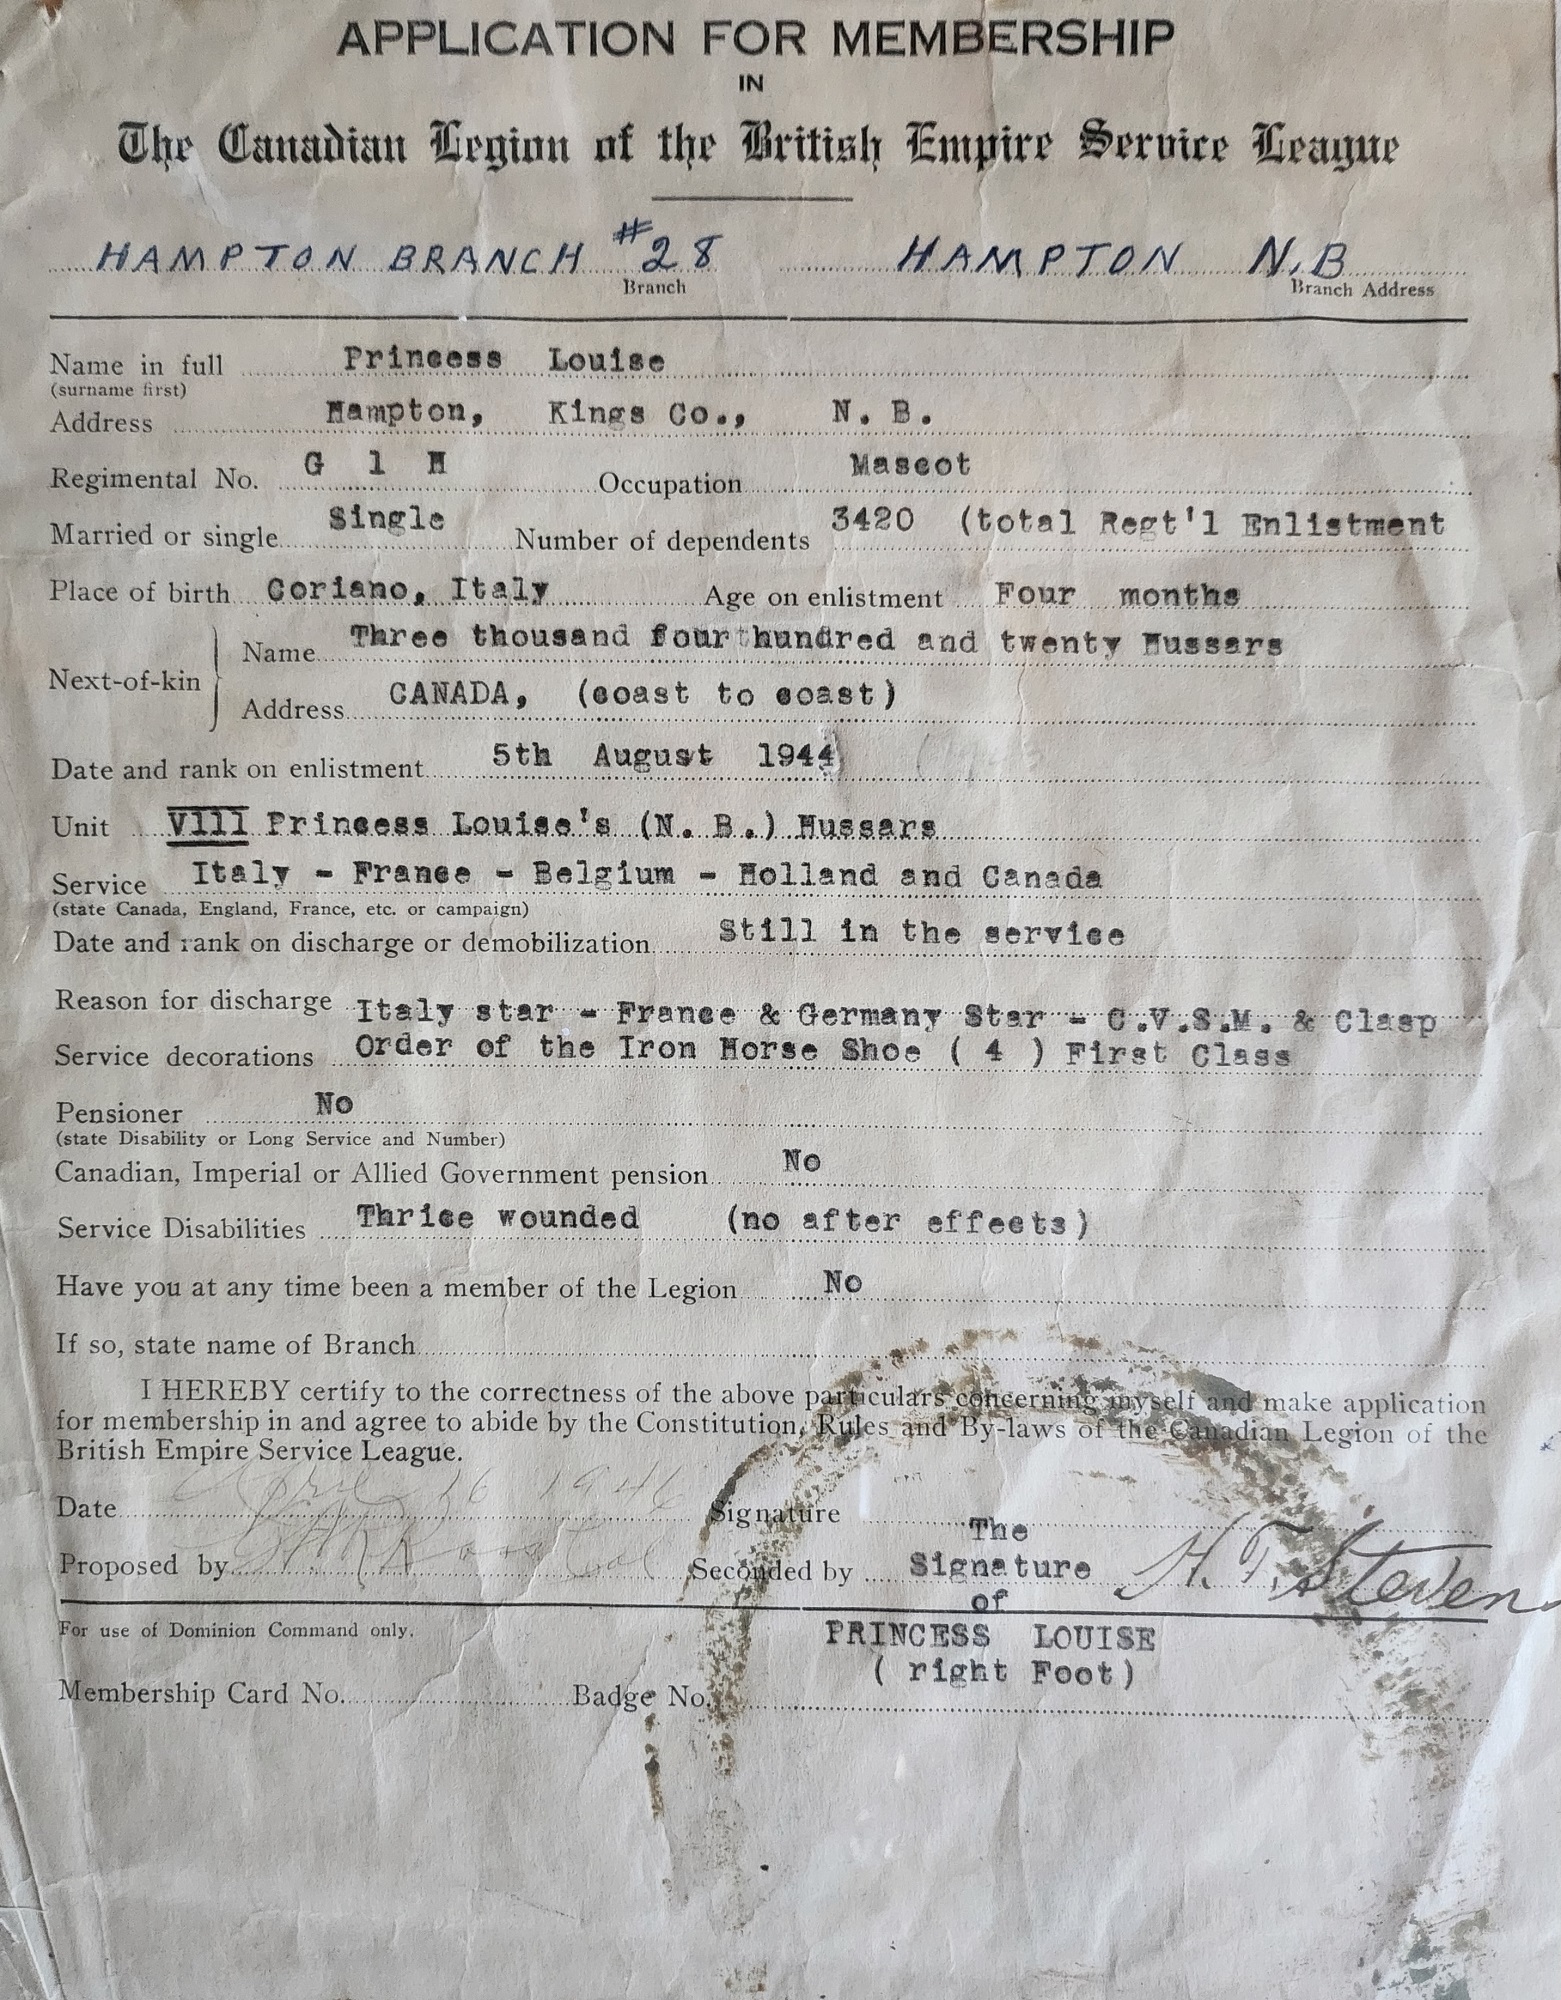 APPLICATION FOR MEMBERSHIP
IN
The Canadian Legion of the British Empire Service League
HAMPTON BRANCH #28 HAMPTON N.B
Branch Branch Address
Name in full Princess Louise
(surname first)
Address Hampton, Kings Co., N. B.
Regimental No. G 1 H Occupation Mascot
Married or single Single Number of dependents 3420 (total Regt'l Enlistment
Place of birth Coriano, Italy Age on enlistment Four months
Next-of-kin Name Three thousand four hundred and twenty Hussars
Address CANADA, (coast to coast)
Date and rank on enlistment 5th August 1944
Unit VIII Princess Louise's (N. B.) Hussars
Service Italy - France - Belgium - Holland and Canada
(state Canada, England, France, etc. or campaign)
Date and rank on discharge or demobilization Still in the service
Reason for discharge Italy star - France & Germany Star - C.V.S.M. & Clasp
Service decorations Order of the Iron Horse Shoe ( 4 ) First Class
Pensioner No
(state Disability or Long Service and Number)
Canadian, Imperial or Allied Government pension No
Service Disabilities Thrice wounded (no after effects)
Have you at any time been a member of the Legion No
If so, state name of Branch
I HEREBY certify to the correctness of the above particulars concerning myself and make application
for membership in and agree to abide by the Constitution, Rules and By-laws of the Canadian Legion of the
British Empire Service League.
Date April 16 1946 Signature
The
Proposed by Seconded by Signature H. T. Stevens
of
For use of Dominion Command only. PRINCESS LOUISE
( right Foot)
Membership Card No. Badge No.